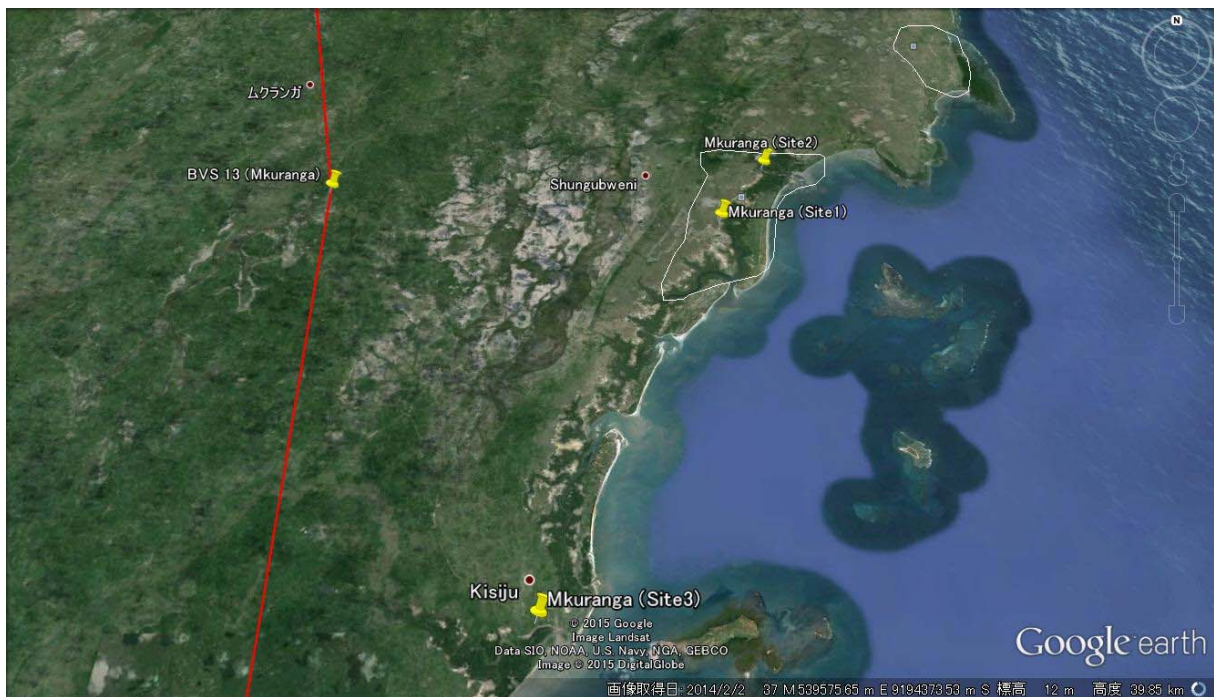 N
ムクランガ
Mkuranga (Site2)
BVS 13 (Mkuranga)
Shungubweni
Mkuranga (Site1)
Kisiju
Mkuranga (Site3)
© 2015 Google
Image Landsat
Data SIO, NOAA, U.S. Navy, NGA, GEBCO
Image © 2015 DigitalGlobe
Google earth
画像取得日: 2014/2/2 37 M 539575.65 m E 9194373.53 m S 標高 12 m 高度 39.85 km